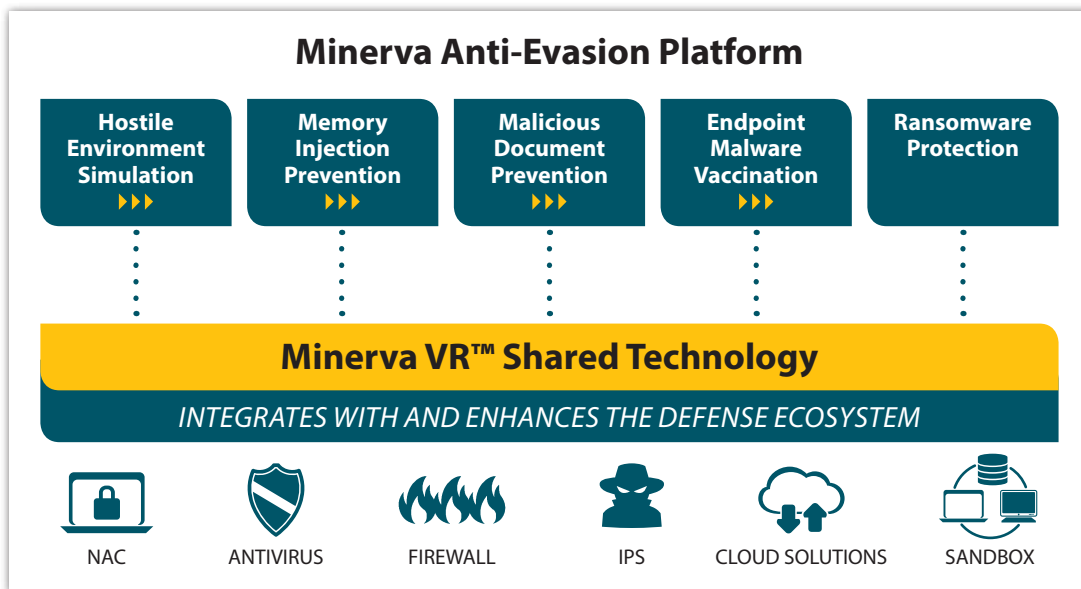 Minerva Anti-Evasion Platform
Hostile
Environment
Simulation
Memory
Injection
Prevention
Malicious
Document
Prevention
Endpoint
Malware
Vaccination
Ransomware
Protection
Minerva VR™ Shared Technology
INTEGRATES WITH AND ENHANCES THE DEFENSE ECOSYSTEM
NAC
ANTIVIRUS
FIREWALL
IPS
CLOUD SOLUTIONS
SANDBOX